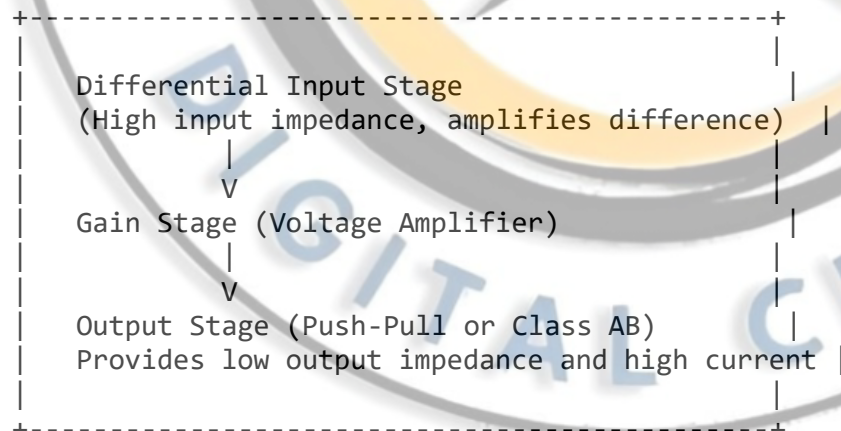 +----------------------------------------------+
|                                              |
|   Differential Input Stage                    |
|   (High input impedance, amplifies difference)  |
|            |                                 |
|            V                                 |
|   Gain Stage (Voltage Amplifier)              |
|            |                                 |
|            V                                 |
|   Output Stage (Push-Pull or Class AB)        |
|   Provides low output impedance and high current |
|                                              |
+----------------------------------------------+
DIGITAL C